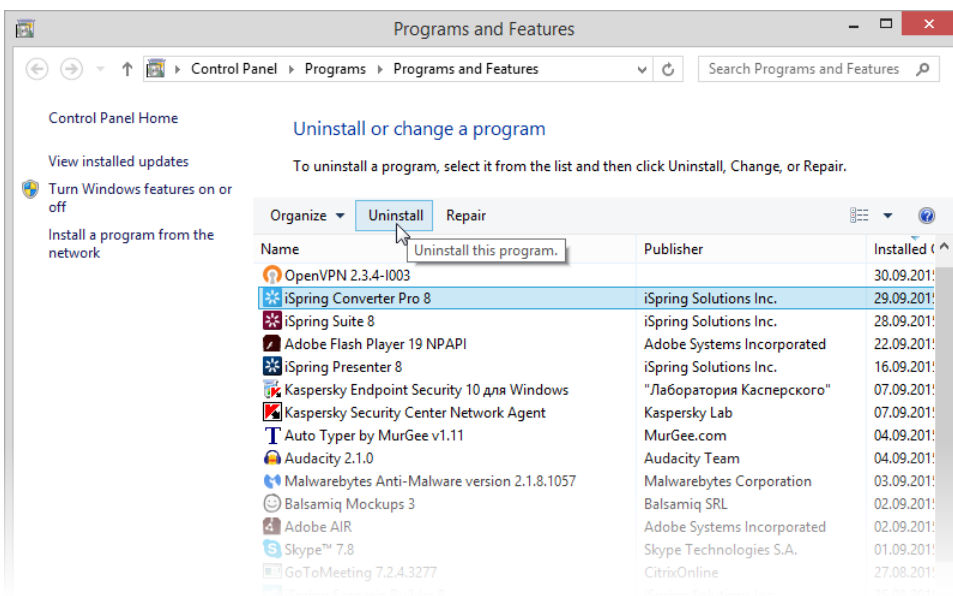 Programs and Features
Control Panel Programs Programs and Features Search Programs and Features
Control Panel Home
View installed updates
Turn Windows features on or
off
Install a program from the
network
Uninstall or change a program
To uninstall a program, select it from the list and then click Uninstall, Change, or Repair.
Organize Uninstall Repair
Uninstall this program.
Name Publisher Installed
OpenVPN 2.3.4-I003 30.09.201
iSpring Converter Pro 8 iSpring Solutions Inc. 29.09.201
iSpring Suite 8 iSpring Solutions Inc. 28.09.201
Adobe Flash Player 19 NPAPI Adobe Systems Incorporated 22.09.201
iSpring Presenter 8 iSpring Solutions Inc. 16.09.201
Kaspersky Endpoint Security 10 для Windows "Лаборатория Касперского" 07.09.201
Kaspersky Security Center Network Agent Kaspersky Lab 07.09.201
Auto Typer by MurGee v1.11 MurGee.com 04.09.201
Audacity 2.1.0 Audacity Team 04.09.201
Malwarebytes Anti-Malware version 2.1.8.1057 Malwarebytes Corporation 03.09.201
Balsamiq Mockups 3 Balsamiq SRL 02.09.201
Adobe AIR Adobe Systems Incorporated 02.09.201
Skype™ 7.8 Skype Technologies S.A. 01.09.201
GoToMeeting 7.2.4.3277 CitrixOnline 27.08.201